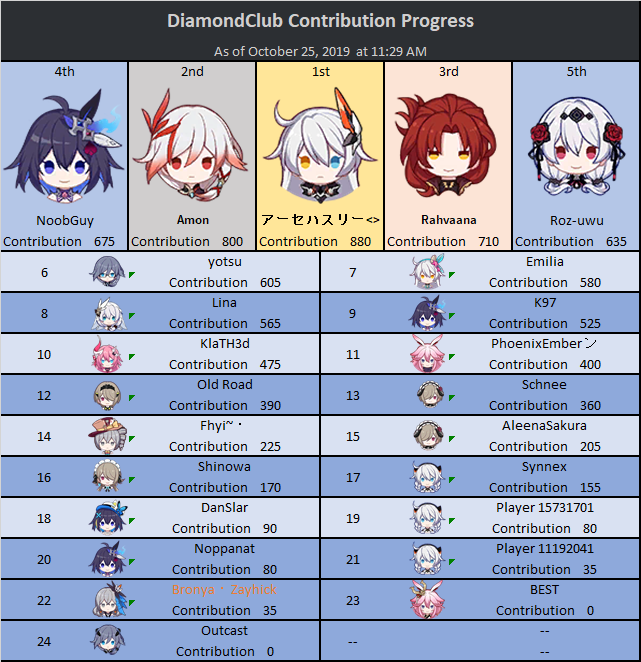 DiamondClub Contribution Progress
As of October 25, 2019 at 11:29 AM
4th 2nd 1st 3rd 5th
NoobGuy Amon アーセハスリー<> Rahvaana Roz-uwu
Contribution 675 Contribution 800 Contribution 880 Contribution 710 Contribution 635
6 yotsu
Contribution 605
7 Emilia
Contribution 580
8 Lina
Contribution 565
9 K97
Contribution 525
10 KlaTH3d
Contribution 475
11 PhoenixEmberン
Contribution 400
12 Old Road
Contribution 390
13 Schnee
Contribution 360
14 Fhyi~・
Contribution 225
15 AleenaSakura
Contribution 205
16 Shinowa
Contribution 170
17 Synnex
Contribution 155
18 DanSlar
Contribution 90
19 Player 15731701
Contribution 80
20 Noppanat
Contribution 80
21 Player 11192041
Contribution 35
22 Bronya・Zayhick
Contribution 35
23 BEST
Contribution 0
24 Outcast
Contribution 0
-- --
--